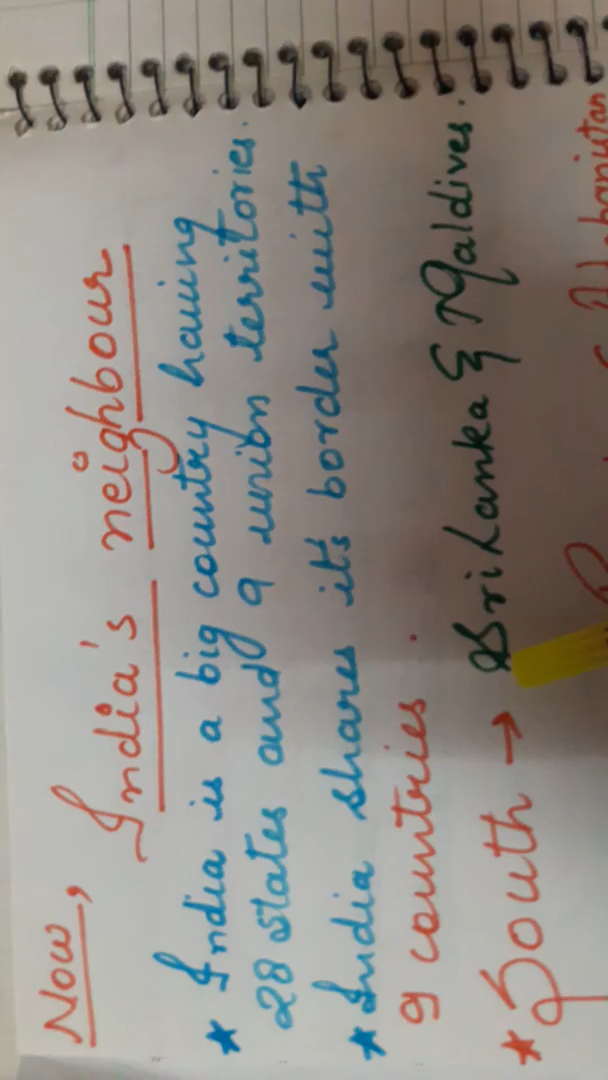 Now, India's neighbour
* India is a big country having
28 states and 9 union territories.
* India shares it's border with
9 countries.
* South → Sri Lanka & Maldives.